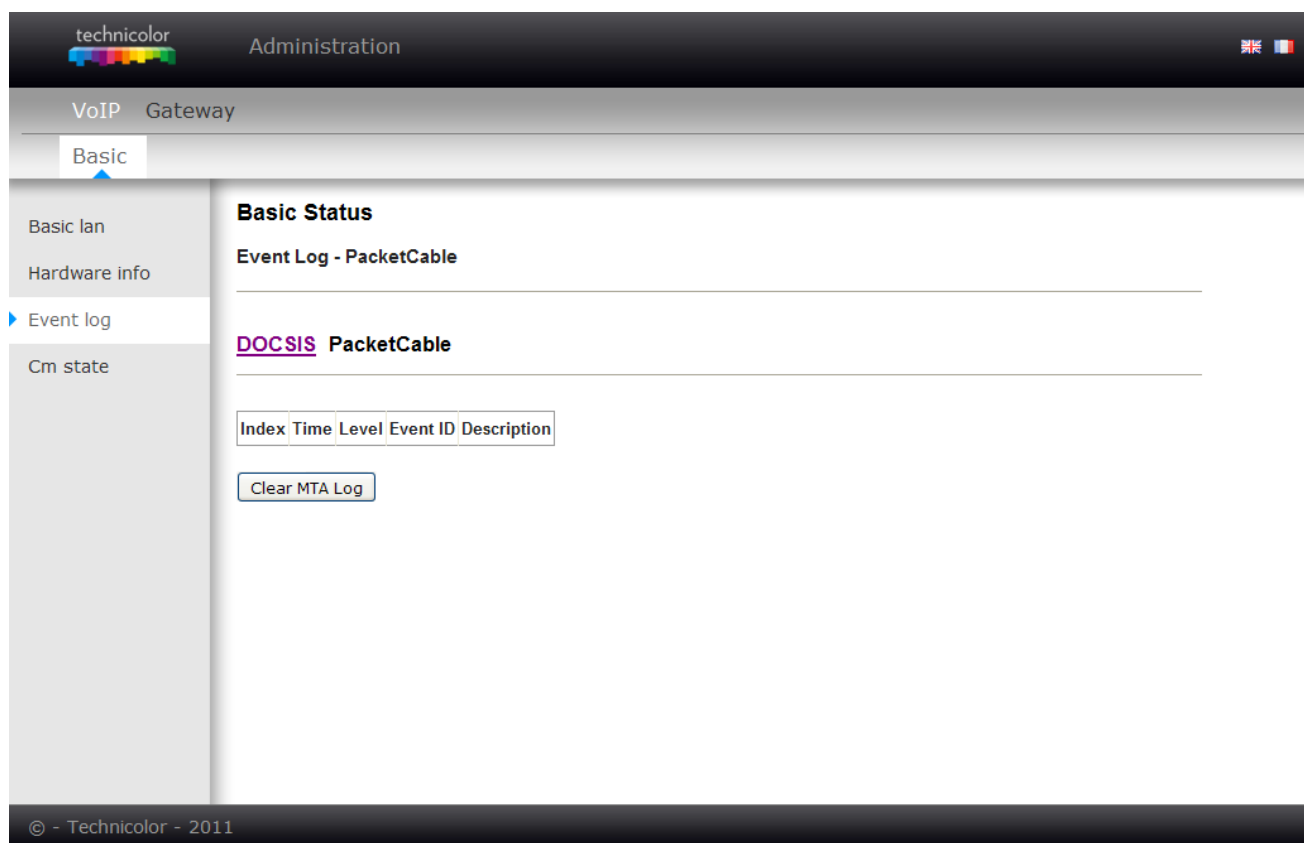 technicolor
Administration
VoIP Gateway
Basic
Basic lan
Hardware info
Event log
Cm state
Basic Status
Event Log - PacketCable
DOCSIS PacketCable
Index Time Level Event ID Description
Clear MTA Log
© - Technicolor - 2011